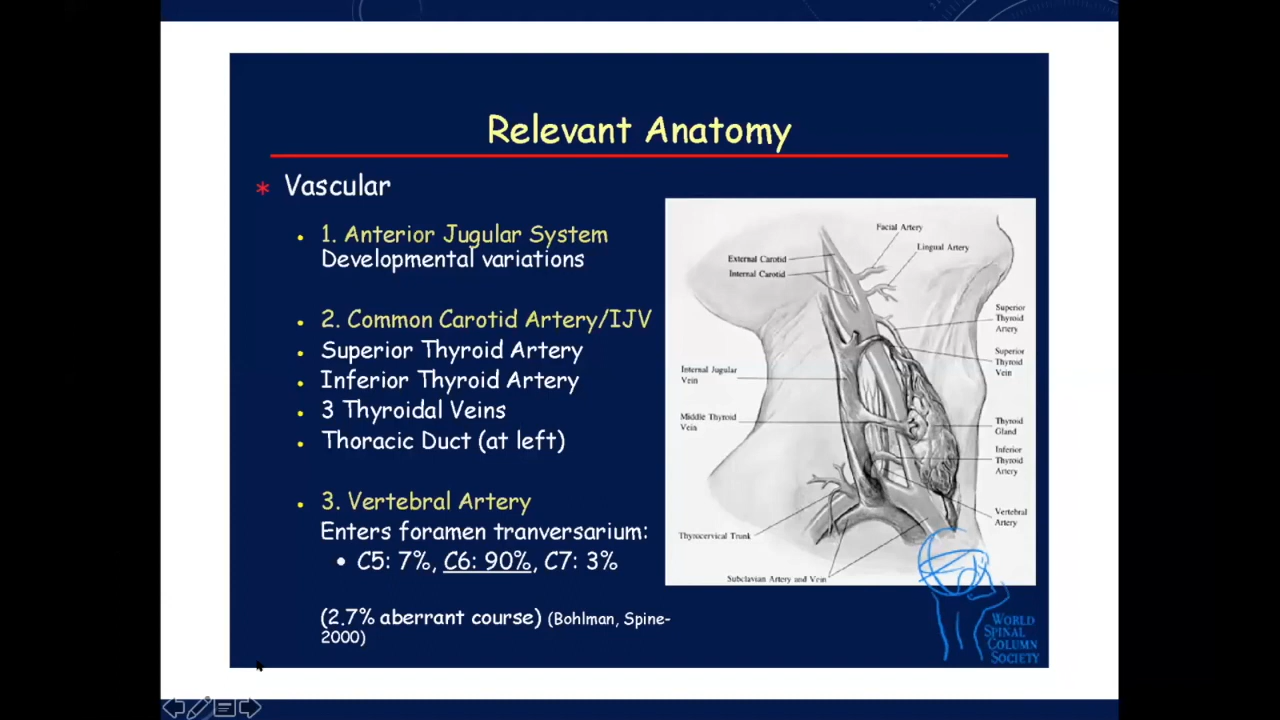 Relevant Anatomy
* Vascular
• 1. Anterior Jugular System
Developmental variations
• 2. Common Carotid Artery/IJV
• Superior Thyroid Artery
• Inferior Thyroid Artery
• 3 Thyroidal Veins
• Thoracic Duct (at left)
• 3. Vertebral Artery
Enters foramen tranversarium:
• C5: 7%, C6: 90%, C7: 3%
(2.7% aberrant course) (Bohlman, Spine-
2000)
Facial Artery
Lingual Artery
External Carotid
Internal Carotid
Superior
Thyroid
Artery
Superior
Thyroid
Vein
Internal Jugular
Vein
Middle Thyroid
Vein
Thyroid
Gland
Inferior
Thyroid
Artery
Vertebral
Artery
Thyrocervical Trunk
Subclavian Artery and Vein
WORLD
SPINAL
COLUMN
SOCIETY